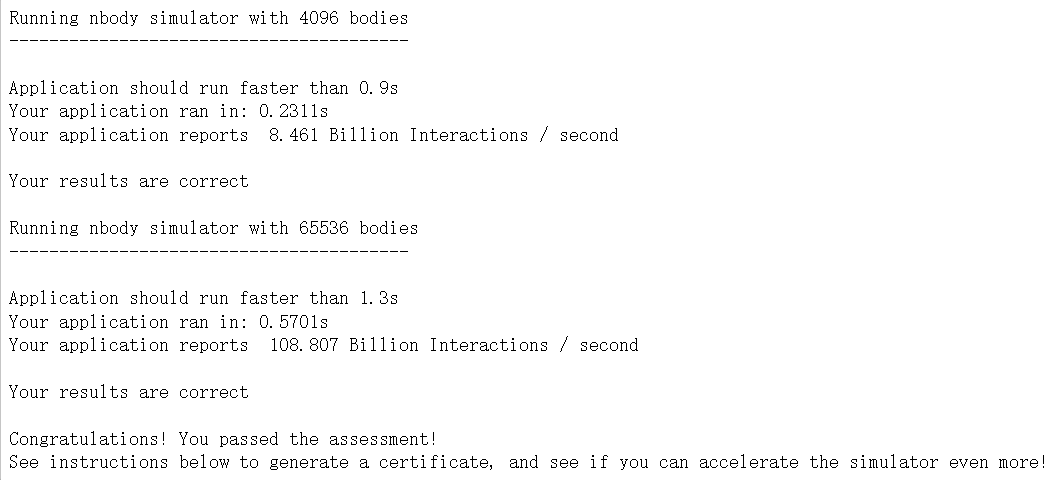 Running nbody simulator with 4096 bodies
----------------------------------------
Application should run faster than 0.9s
Your application ran in: 0.2311s
Your application reports  8.461 Billion Interactions / second
Your results are correct
Running nbody simulator with 65536 bodies
----------------------------------------
Application should run faster than 1.3s
Your application ran in: 0.5701s
Your application reports  108.807 Billion Interactions / second
Your results are correct
Congratulations! You passed the assessment!
See instructions below to generate a certificate, and see if you can accelerate the simulator even more!